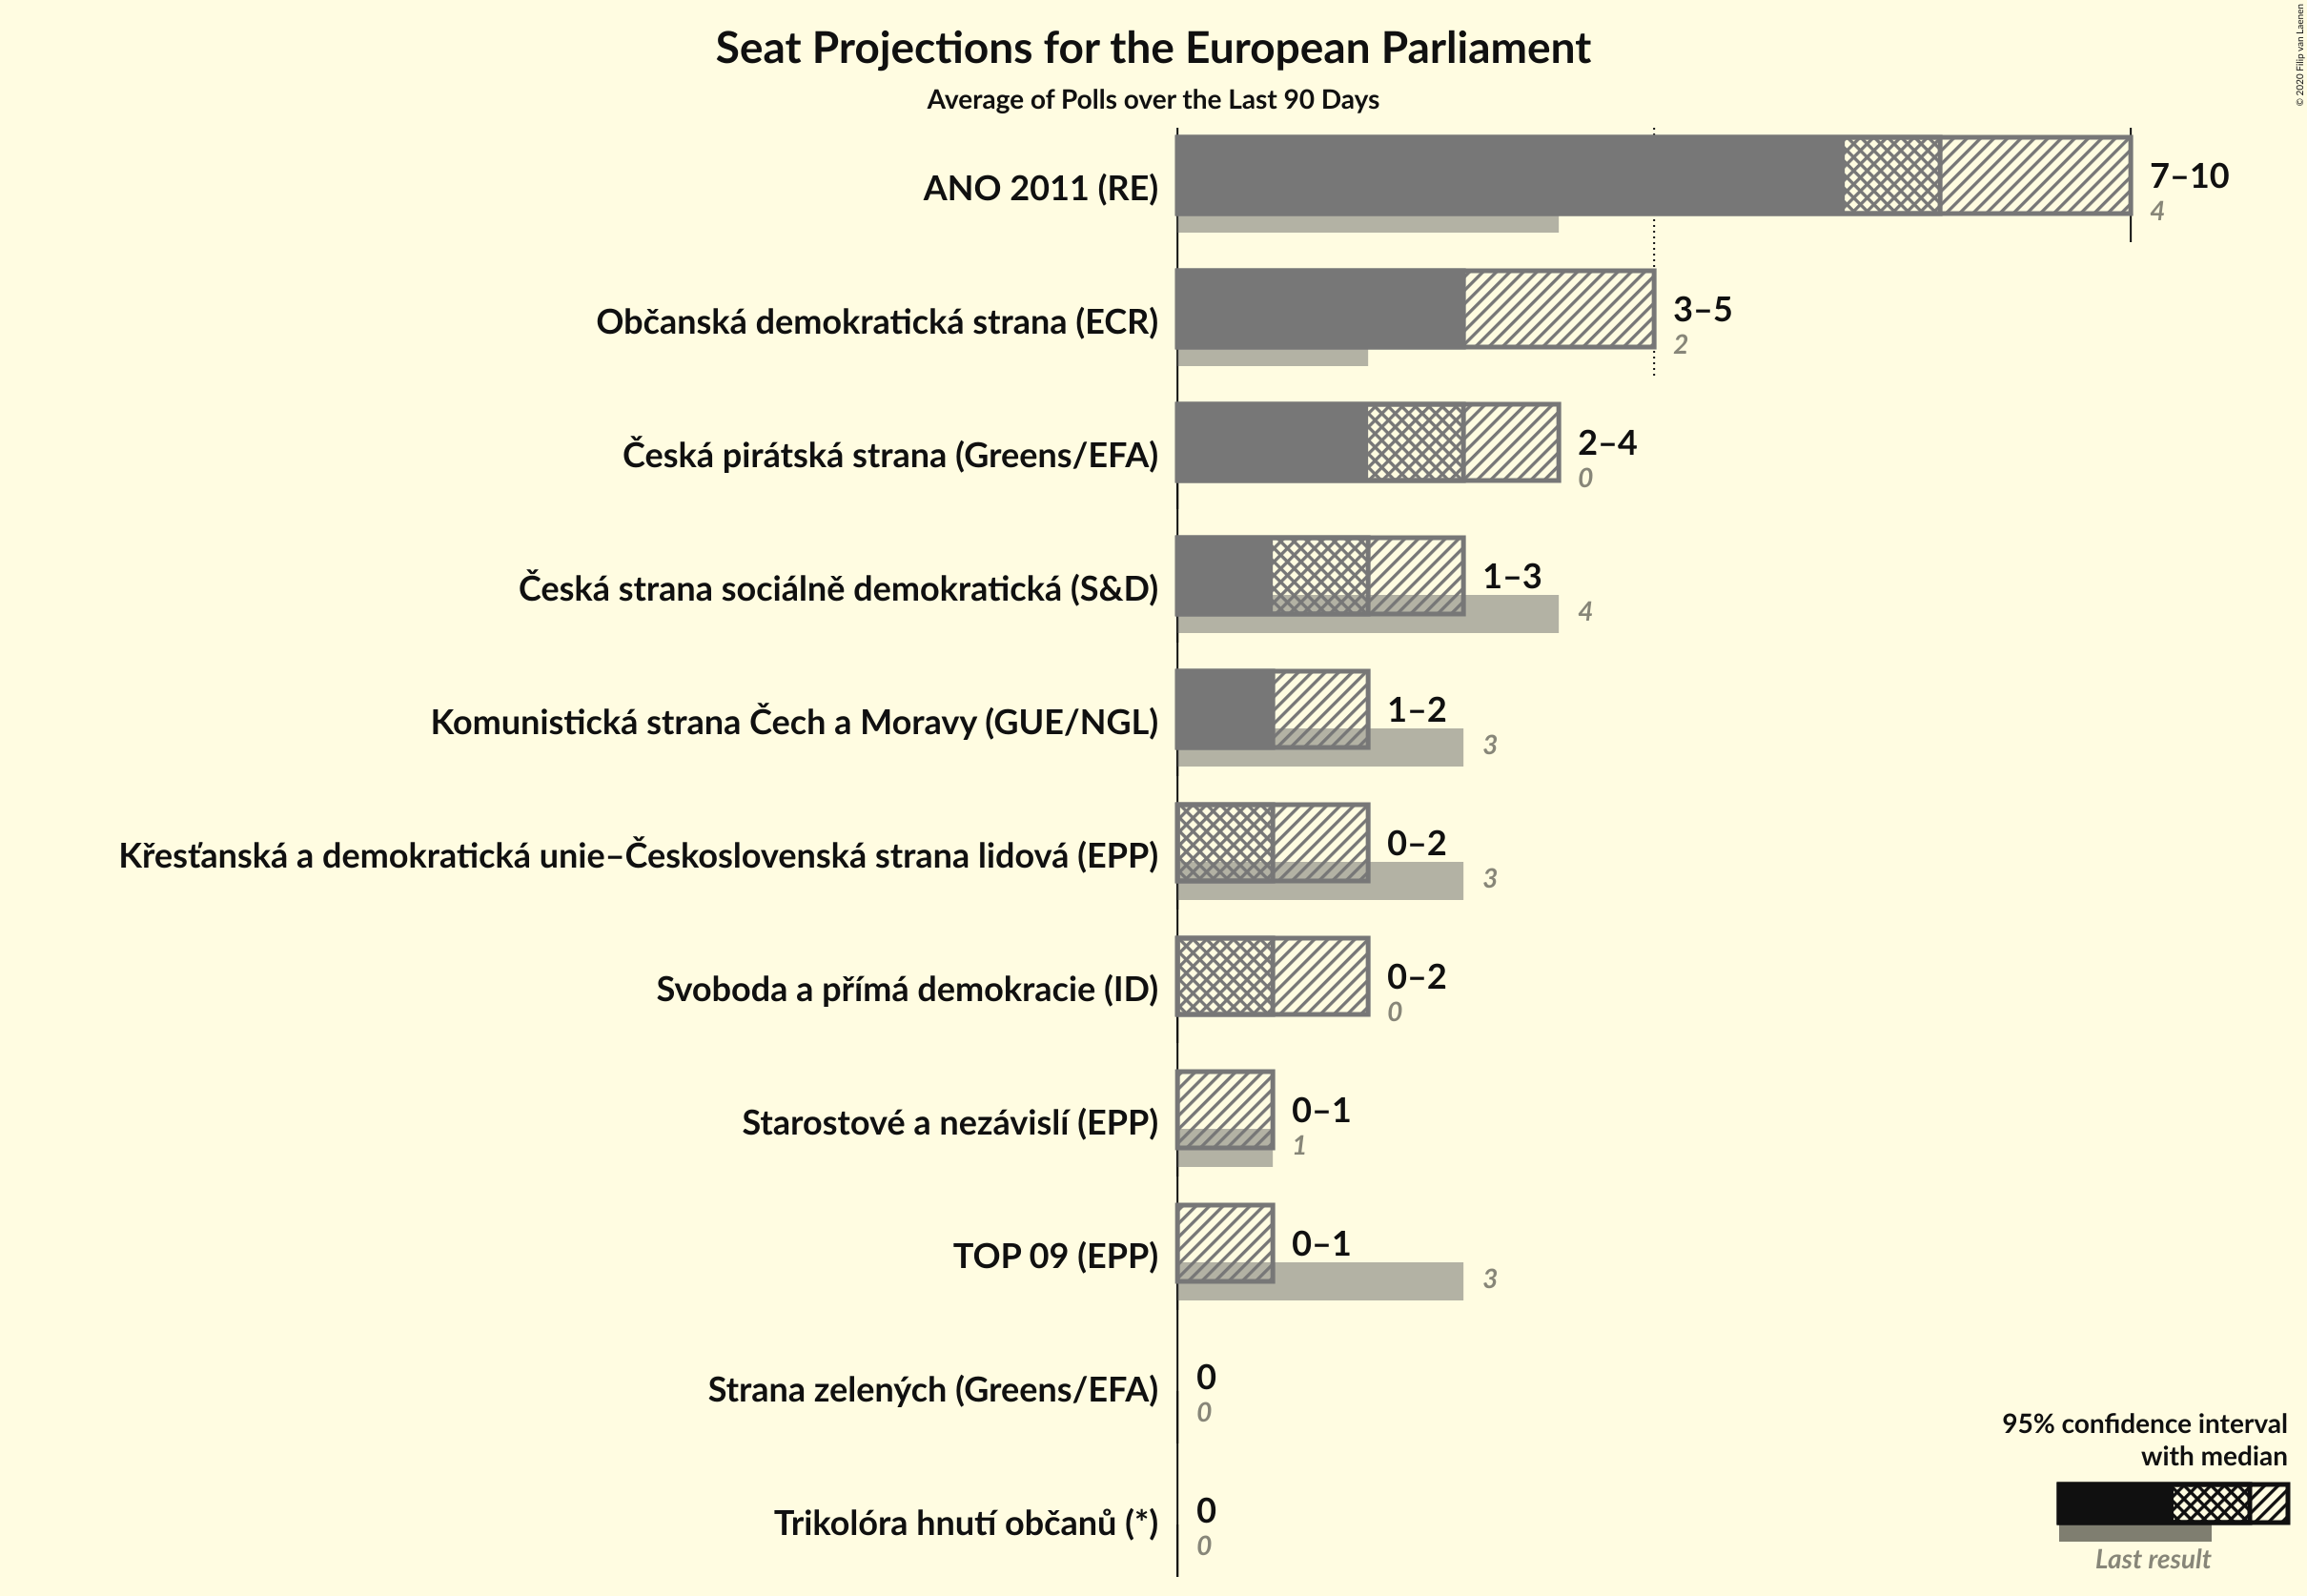 Seat Projections for the European Parliament
Average of Polls over the Last 90 Days
© 2020 Filip van Laenen
ANO 2011 (RE)
7–10
4
Občanská demokratická strana (ECR)
3–5
2
Česká pirátská strana (Greens/EFA)
2–4
0
Česká strana sociálně demokratická (S&D)
1–3
4
Komunistická strana Čech a Moravy (GUE/NGL)
1–2
3
Křesťanská a demokratická unie–Československá strana lidová (EPP)
0–2
3
Svoboda a přímá demokracie (ID)
0–2
0
Starostové a nezávislí (EPP)
0–1
1
TOP 09 (EPP)
0–1
3
Strana zelených (Greens/EFA)
0
0
Trikolóra hnutí občanů (*)
0
0
95% confidence interval
with median
Last result